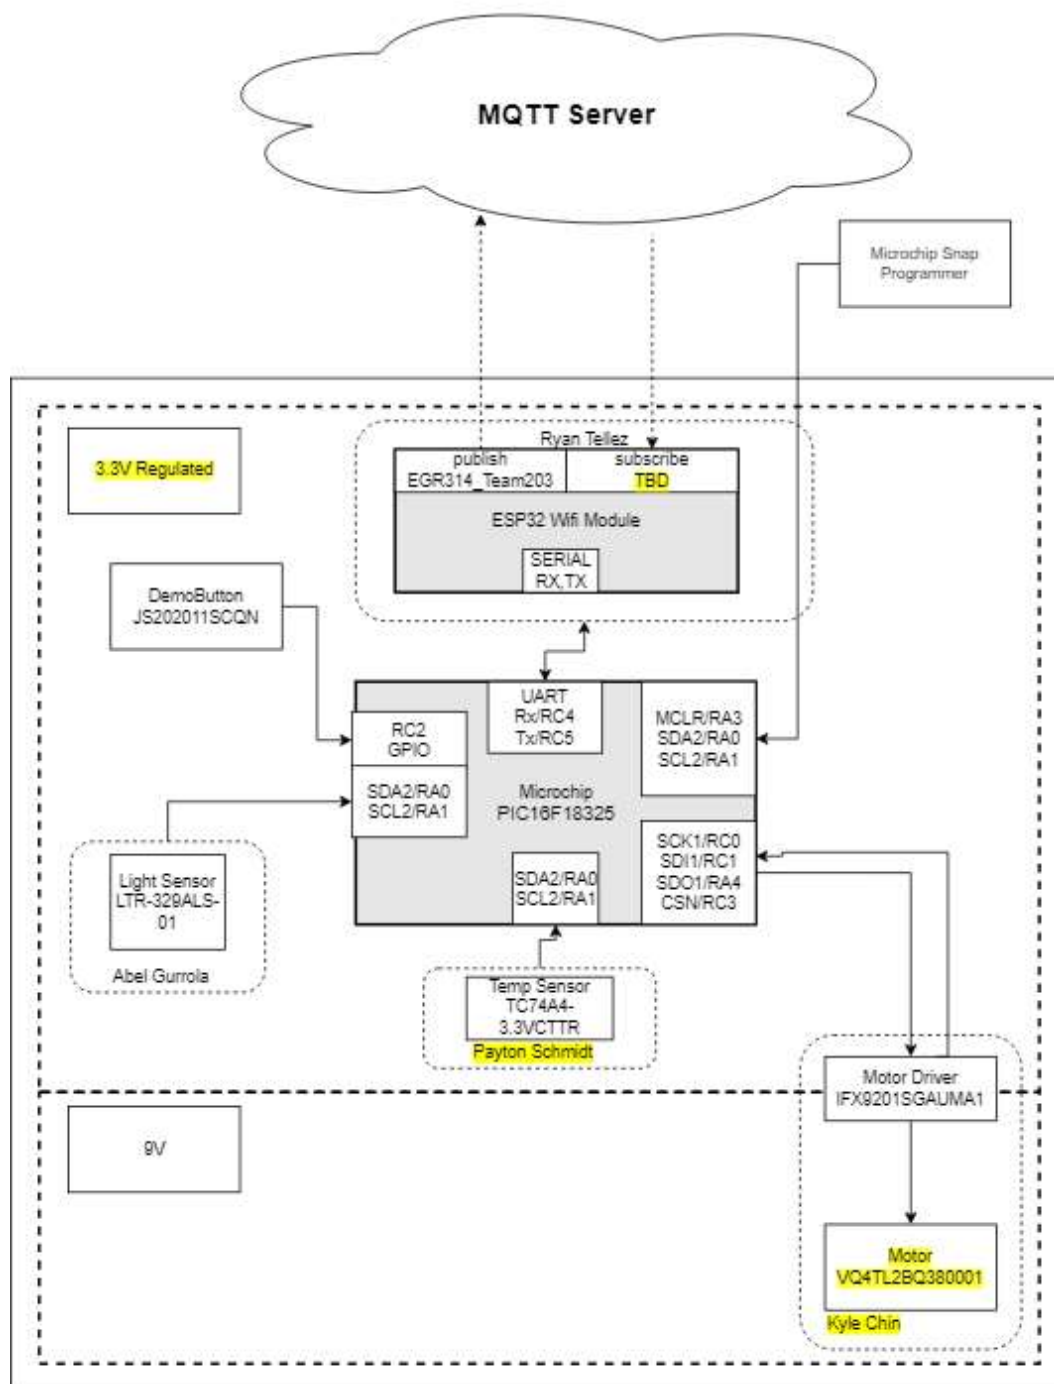 MQTT Server
Microchip Snap
Programmer
3.3V Regulated
Ryan Tellez
publish
EGR314_Team203
subscribe
TBD
ESP32 Wifi Module
SERIAL
RX,TX
DemoButton
JS202011SCQN
UART
Rx/RC4
Tx/RC5
MCLR/RA3
SDA2/RA0
SCL2/RA1
RC2
GPIO
SDA2/RA0
SCL2/RA1
Microchip
PIC16F18325
SCK1/RC0
SDI1/RC1
SDO1/RA4
CSN/RC3
SDA2/RA0
SCL2/RA1
Light Sensor
LTR-329ALS-
01
Abel Gurrola
Temp Sensor
TC74A4-
3.3VCTTR
Payton Schmidt
Motor Driver
IFX9201SGAUMA1
9V
Motor
VQ4TL2BQ380001
Kyle Chin